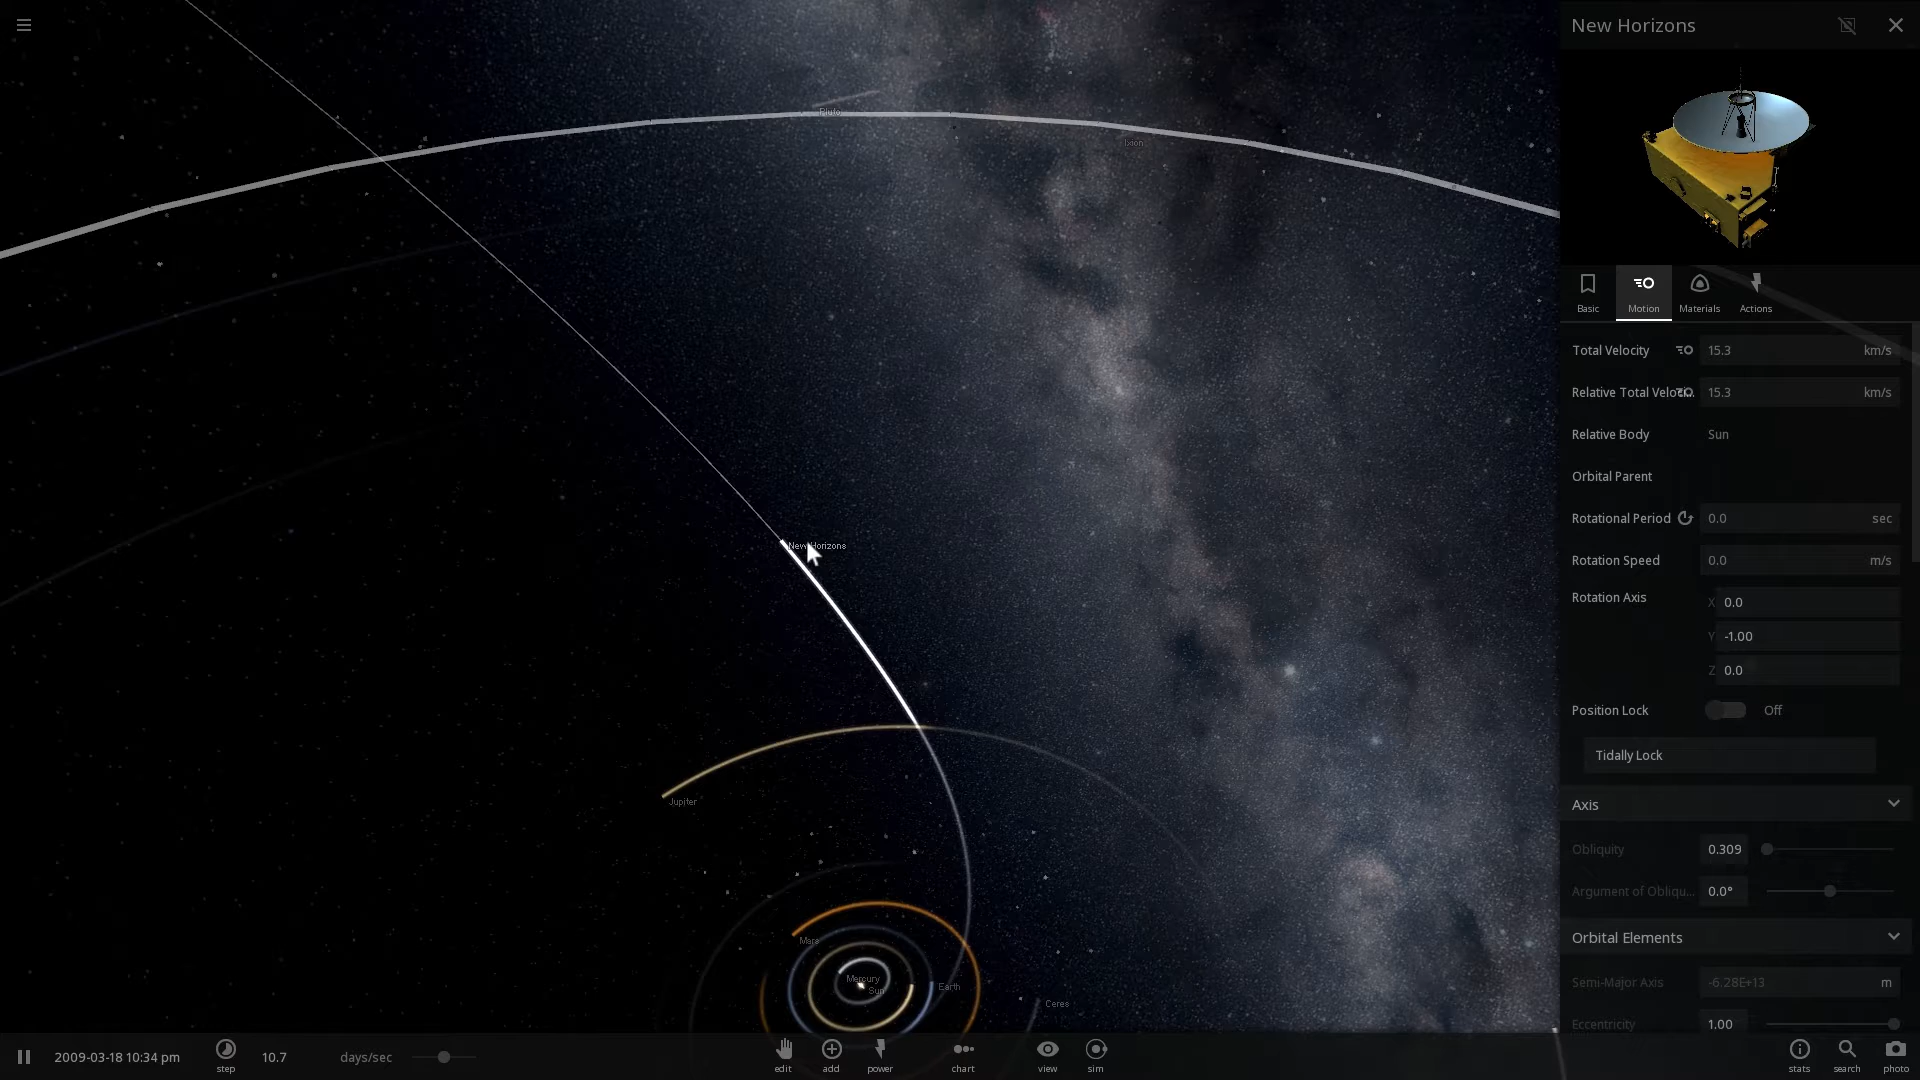 New Horizons
Pluto
Ixion
Basic
Motion
Materials
Actions
Total Velocity 15.3 km/s
Relative Total Veloci... 15.3 km/s
Relative Body Sun
Orbital Parent
Rotational Period 0.0 sec
New Horizons
Rotation Speed 0.0 m/s
Rotation Axis X 0.0
Y -1.00
Z 0.0
Position Lock Off
Tidally Lock
Jupiter
Axis
Obliquity 0.309
Argument of Obliqu... 0.0°
Mars
Orbital Elements
Mercury
Sun
Earth
Semi-Major Axis -6.28E+13 m
Ceres
Eccentricity 1.00
2009-03-18 10:34 pm
step
10.7 days/sec
edit
add
power
chart
view
sim
stats
search
photo